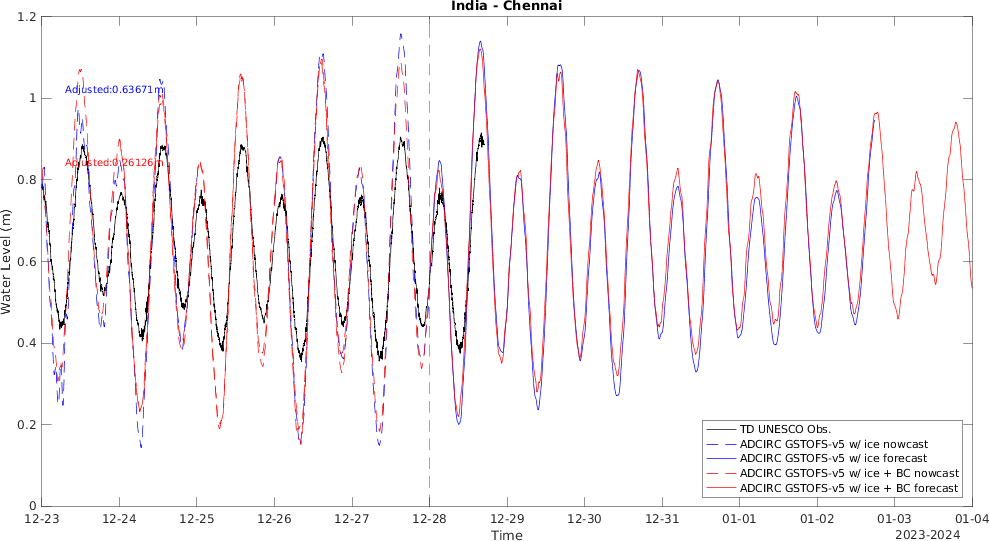 India - Chennai
Water Level (m)
1.2
1
0.8
0.6
0.4
0.2
0
Adjusted:0.63671m
Adjusted:0.26126m
TD UNESCO Obs.
ADCIRC GSTOFS-v5 w/ ice nowcast
ADCIRC GSTOFS-v5 w/ ice forecast
ADCIRC GSTOFS-v5 w/ ice + BC nowcast
ADCIRC GSTOFS-v5 w/ ice + BC forecast
12-23 12-24 12-25 12-26 12-27 12-28 12-29 12-30 12-31 01-01 01-02 01-03 01-04
Time
2023-2024